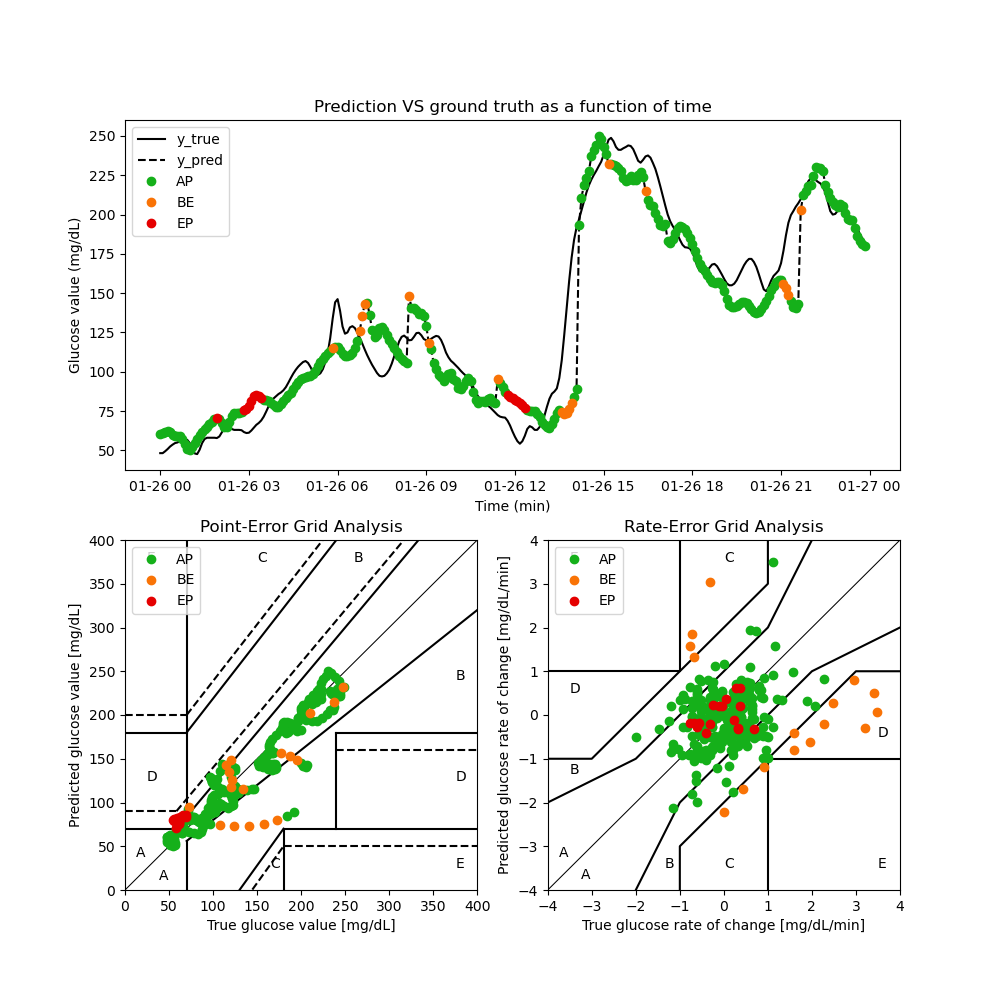 Prediction VS ground truth as a function of time
Glucose value (mg/dL)
250
225
200
175
150
125
100
75
50
y_true
y_pred
AP
BE
EP
01-26 00 01-26 03 01-26 06 01-26 09 01-26 12 01-26 15 01-26 18 01-26 21 01-27 00
Time (min)
Point-Error Grid Analysis
Predicted glucose value [mg/dL]
400
350
300
250
200
150
100
50
0
AP
BE
EP
C
B
B
D
D
A
A
C
E
0 50 100 150 200 250 300 350 400
True glucose value [mg/dL]
Rate-Error Grid Analysis
Predicted glucose rate of change [mg/dL/min]
4
3
2
1
0
−1
−2
−3
−4
AP
BE
EP
C
D
D
B
A
A
B
C
E
−4 −3 −2 −1 0 1 2 3 4
True glucose rate of change [mg/dL/min]